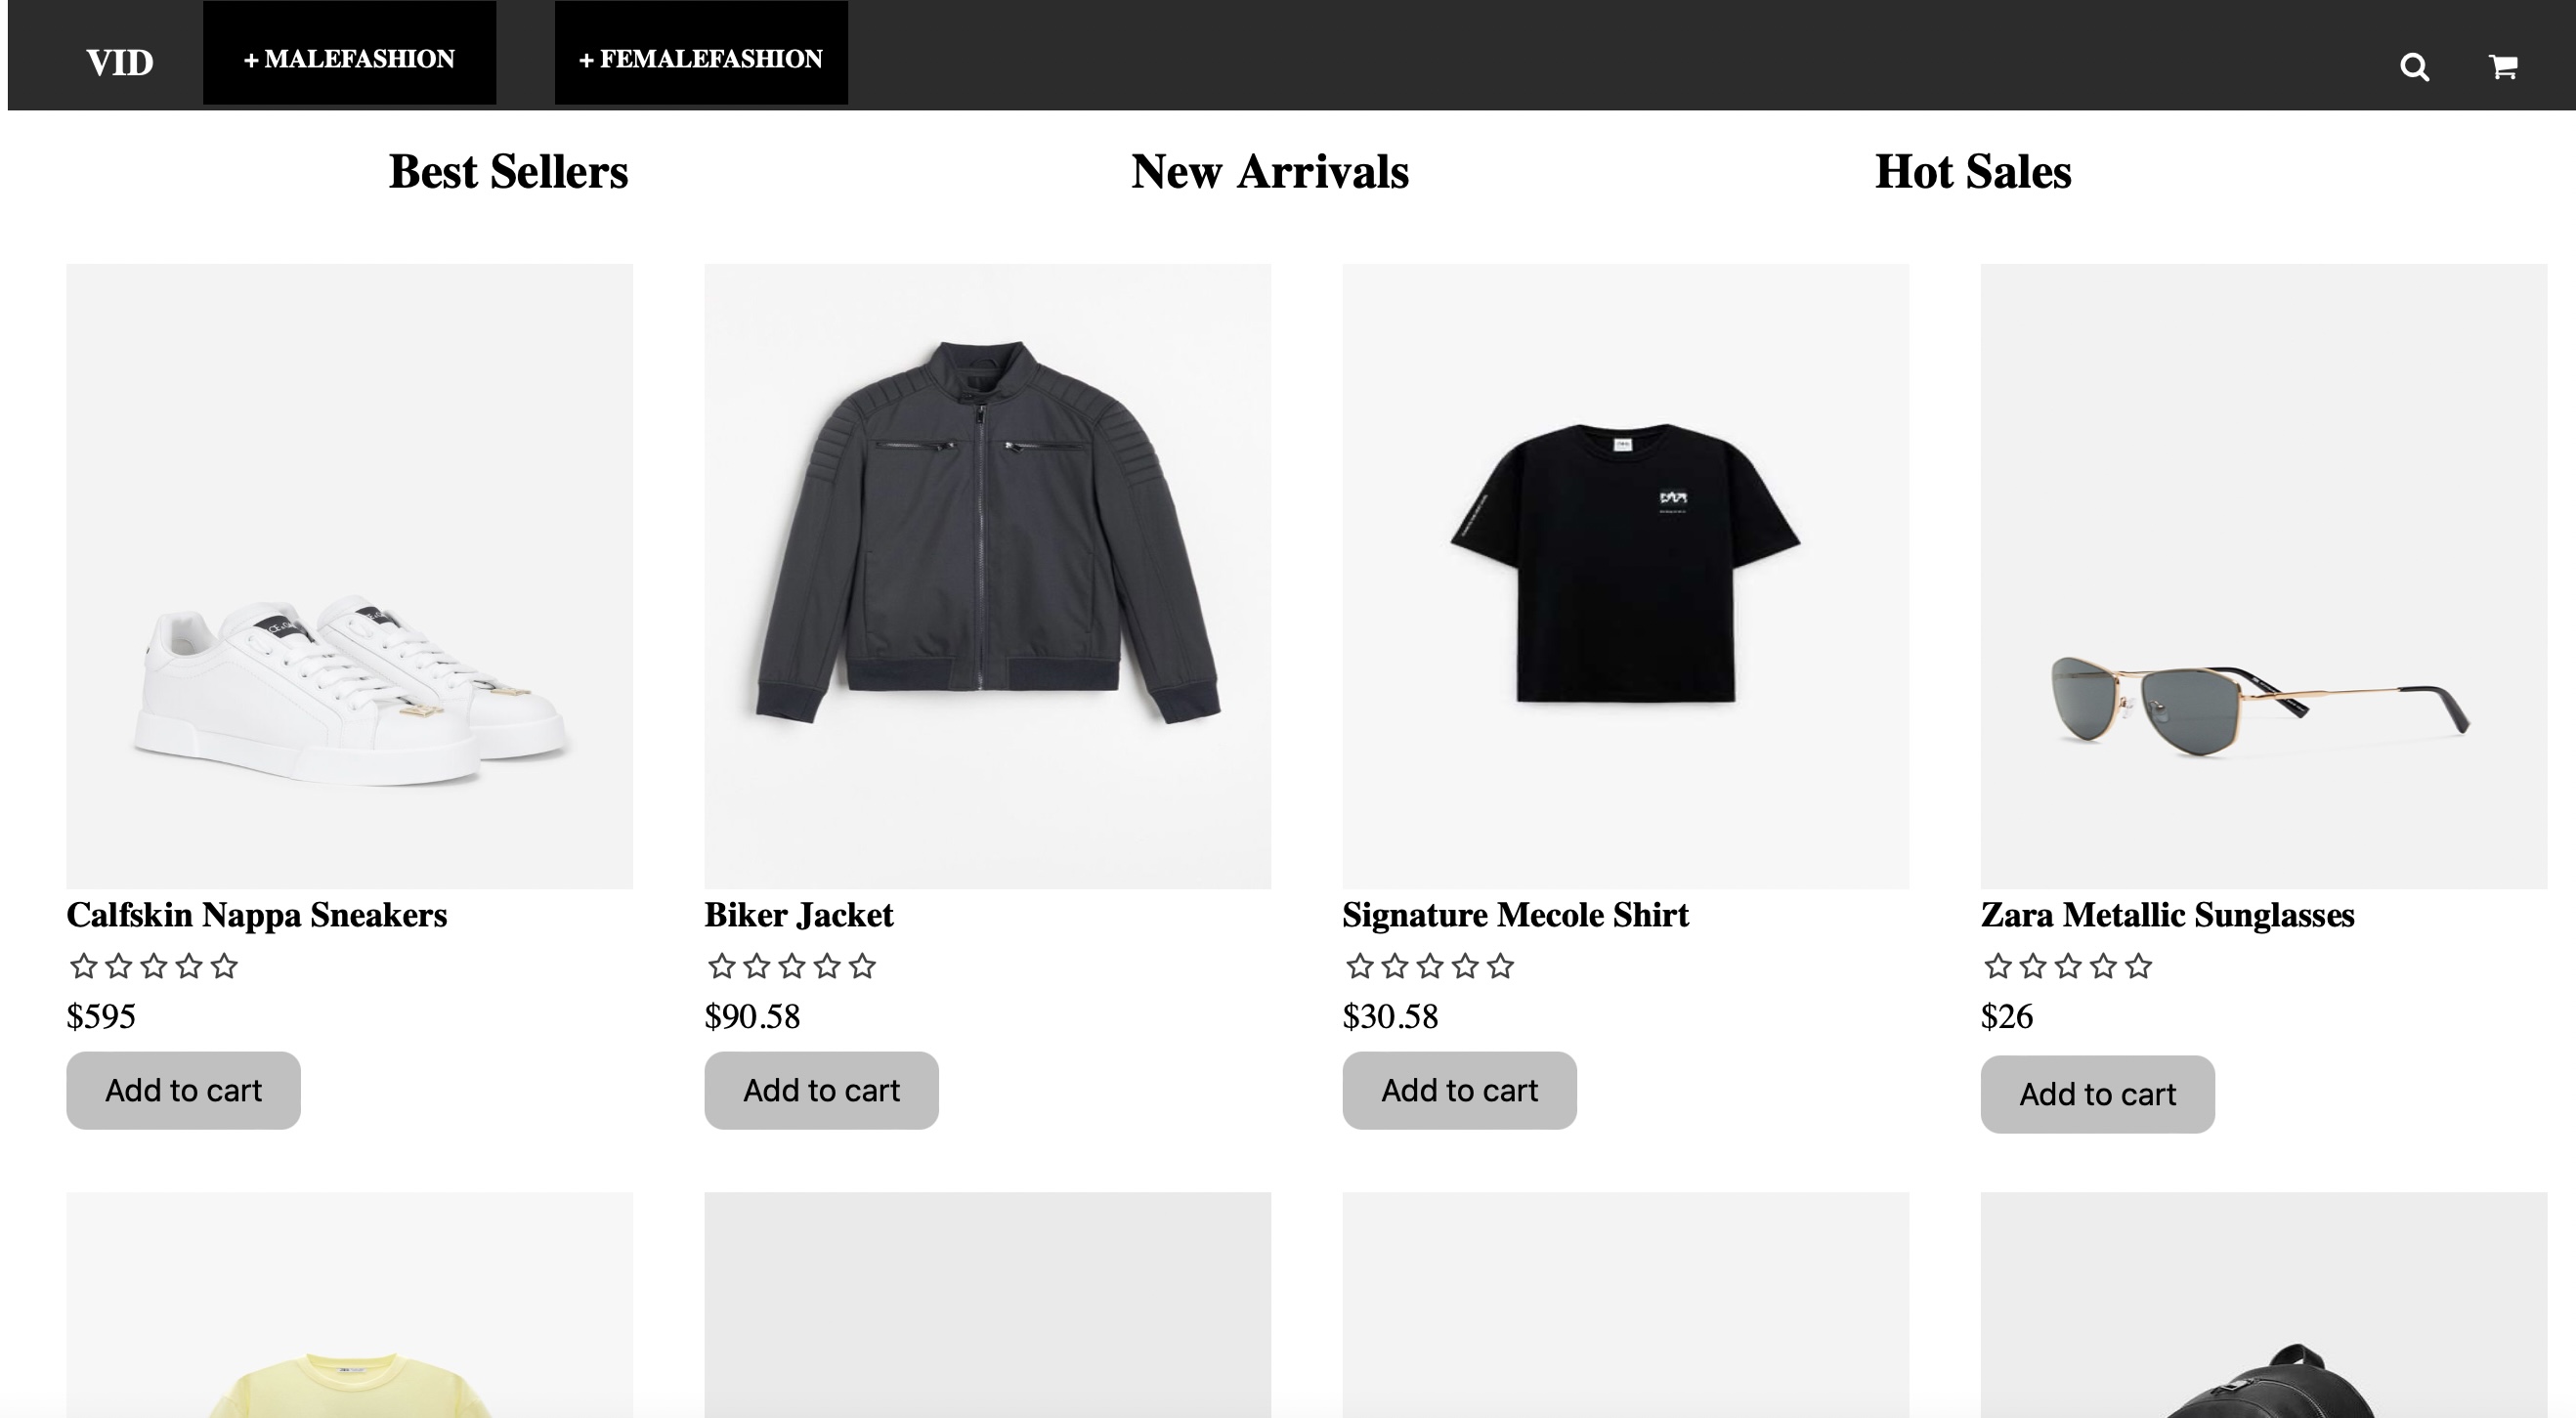 VID
+ MALEFASHION
+ FEMALEFASHION
Best Sellers
New Arrivals
Hot Sales
Calfskin Nappa Sneakers
$595
Add to cart
Biker Jacket
$90.58
Add to cart
Signature Mecole Shirt
$30.58
Add to cart
Zara Metallic Sunglasses
$26
Add to cart